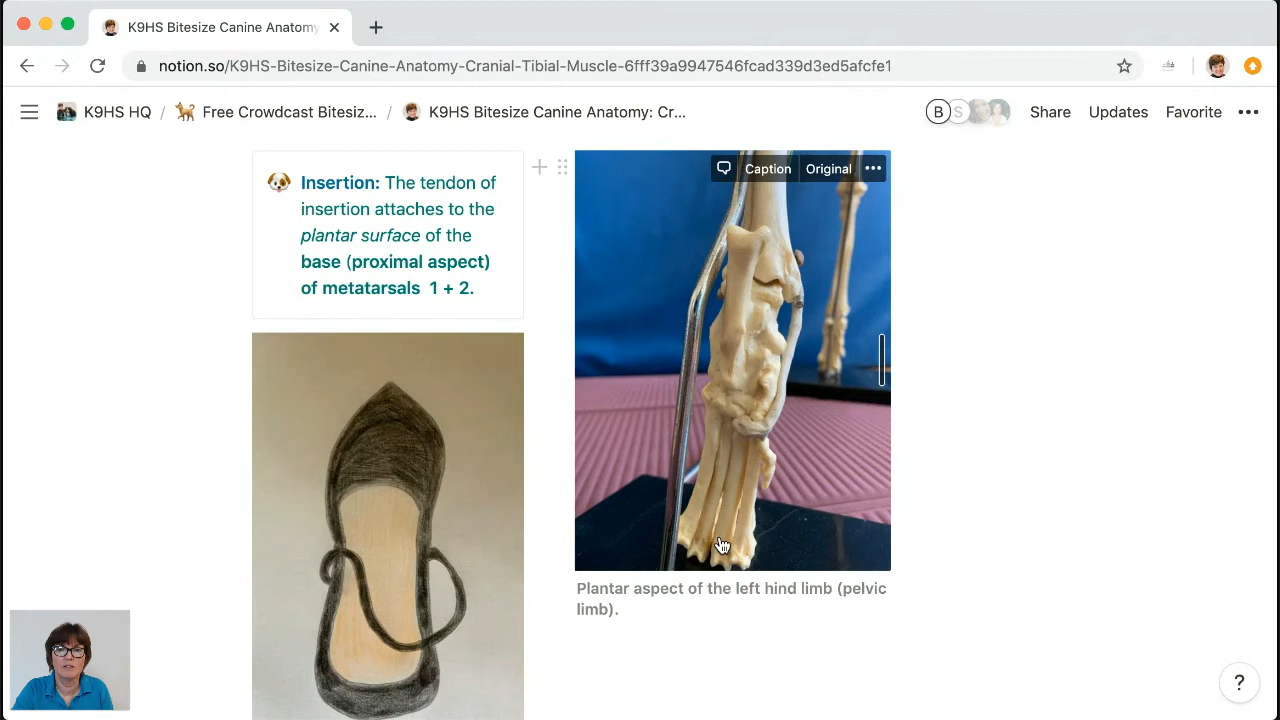 K9HS Bitesize Canine Anatomy
notion.so/K9HS-Bitesize-Canine-Anatomy-Cranial-Tibial-Muscle-6fff39a9947546fcad339d3ed5afcfe1
K9HS HQ / Free Crowdcast Bitesiz... / K9HS Bitesize Canine Anatomy: Cr...
B S Share Updates Favorite
Insertion: The tendon of
insertion attaches to the
plantar surface of the
base (proximal aspect)
of metatarsals 1 + 2.
Caption Original
Plantar aspect of the left hind limb (pelvic
limb).
?